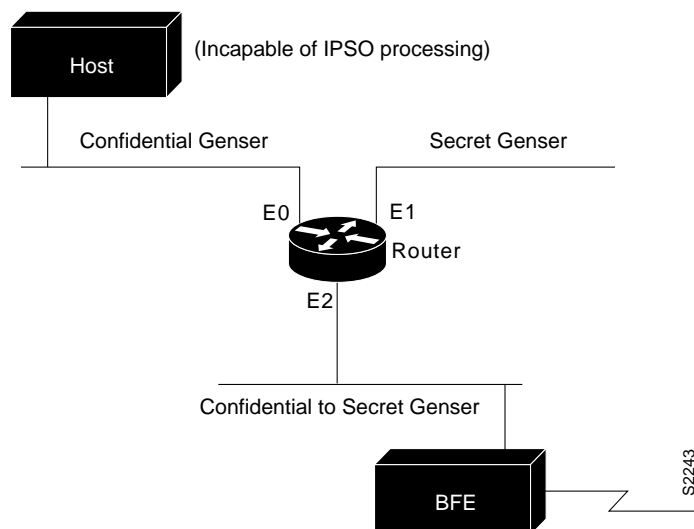 (Incapable of IPSO processing)
Host
Confidential Genser
Secret Genser
E0
E1
Router
E2
Confidential to Secret Genser
S2243
BFE